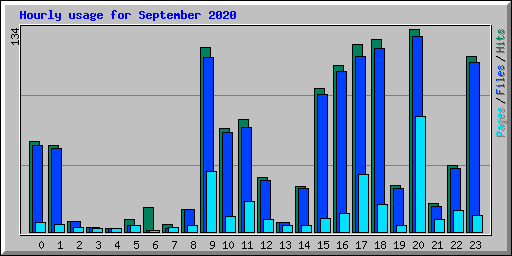 Hourly usage for September 2020
134
Pages / Files / Hits
0 1 2 3 4 5 6 7 8 9 10 11 12 13 14 15 16 17 18 19 20 21 22 23